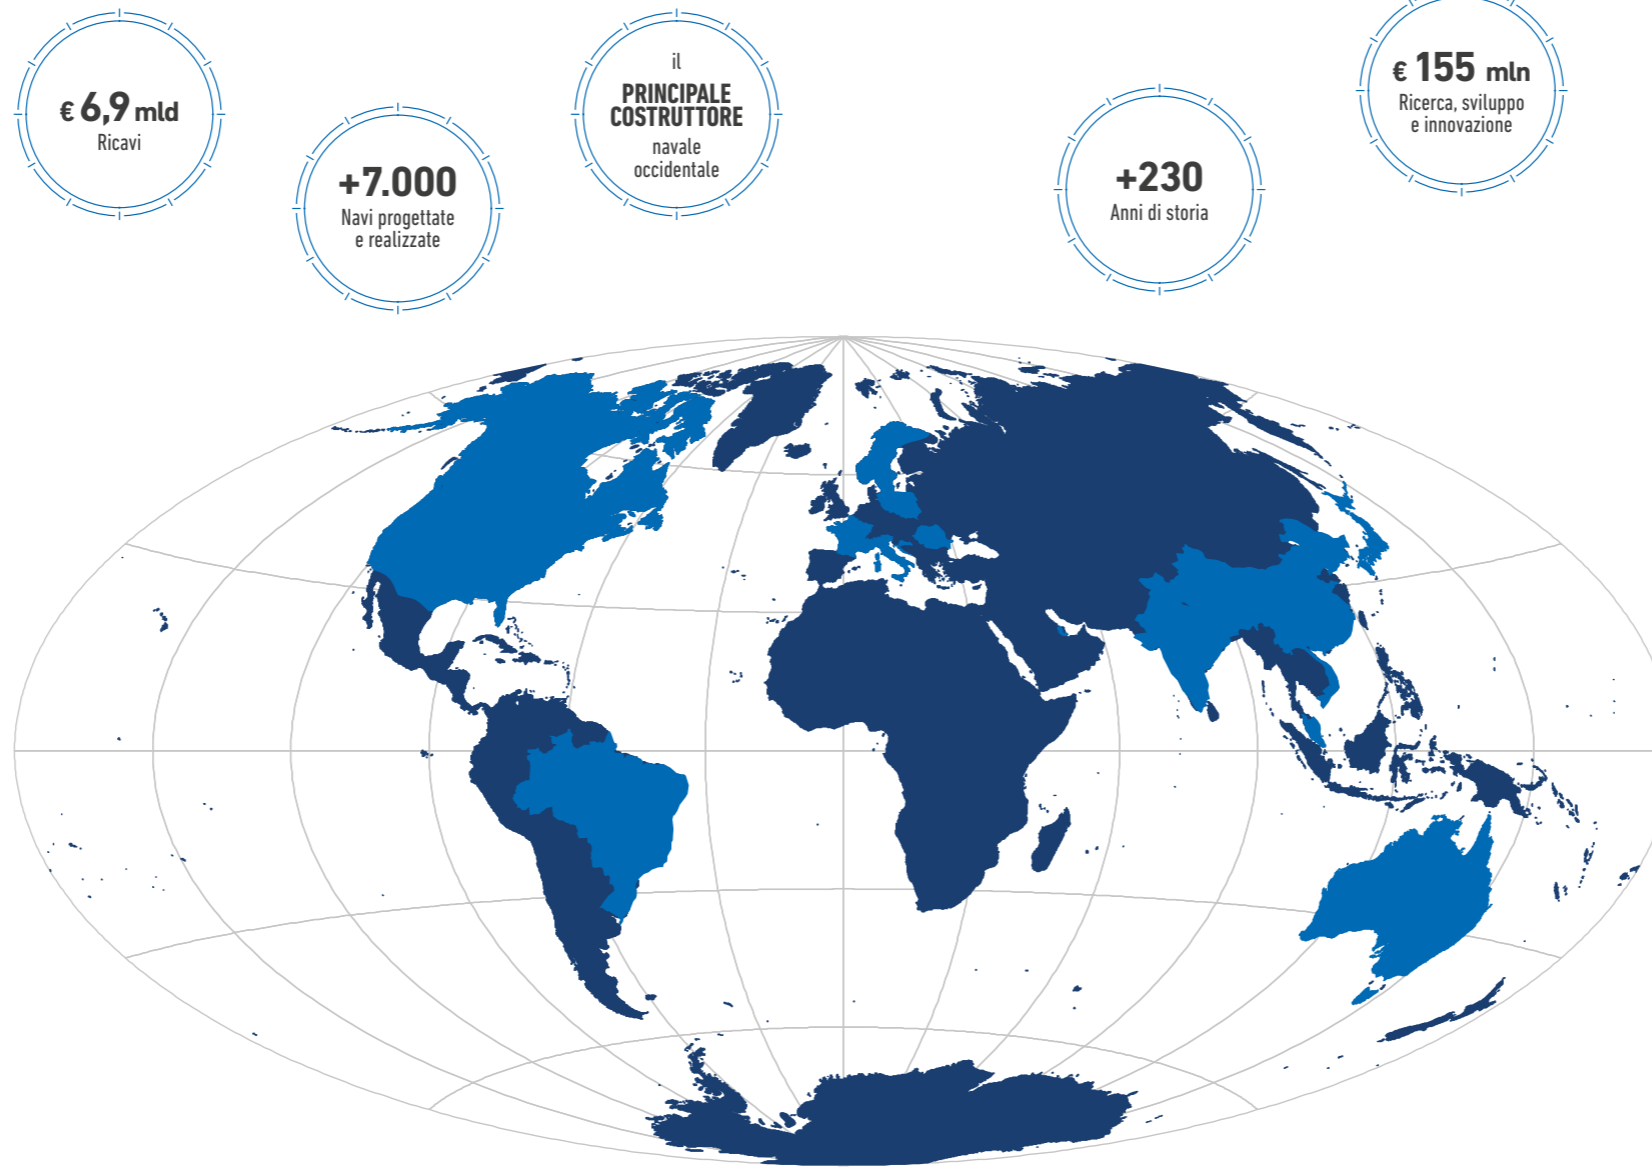 € 6,9 mld
Ricavi
+7.000
Navi progettate
e realizzate
il
PRINCIPALE
COSTRUTTORE
navale
occidentale
+230
Anni di storia
€ 155 mln
Ricerca, sviluppo
e innovazione